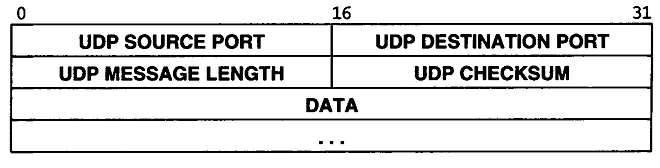 0 16 31
UDP SOURCE PORT UDP DESTINATION PORT
UDP MESSAGE LENGTH UDP CHECKSUM
DATA
...